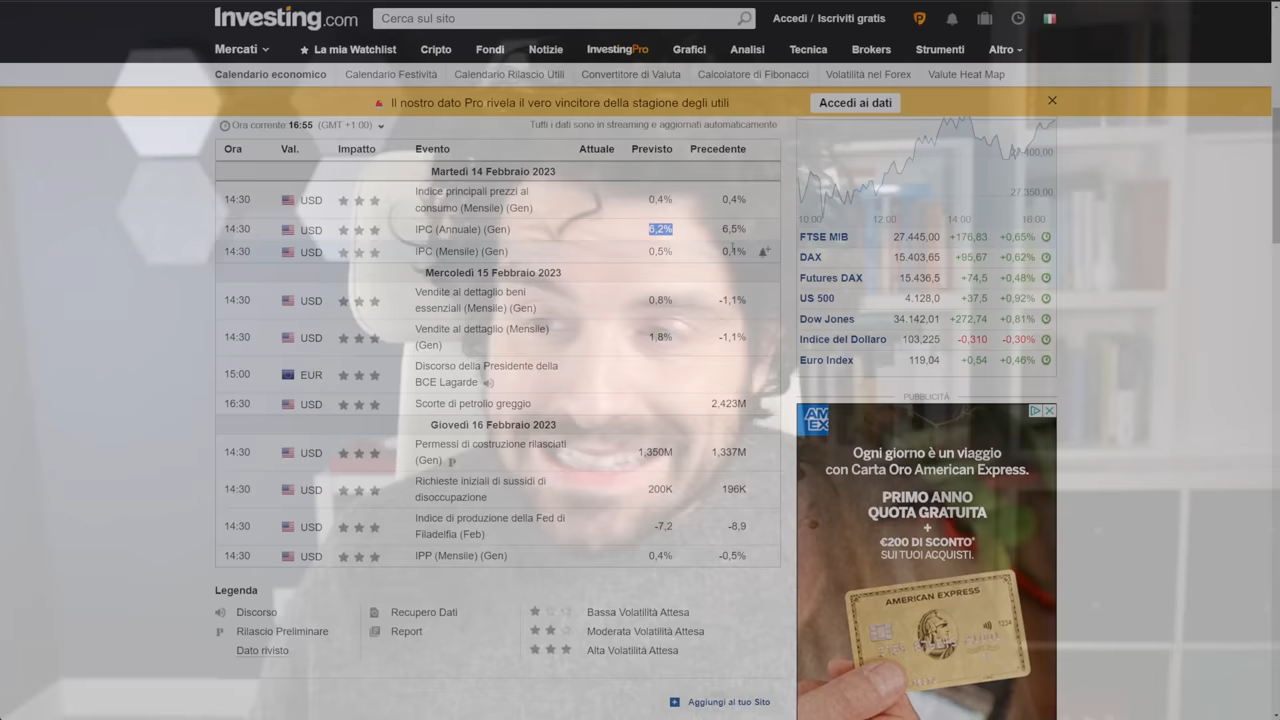 Investing.com
Cerca sul sito
Accedi / Iscriviti gratis
Mercati
La mia Watchlist
Cripto
Fondi
Notizie
InvestingPro
Grafici
Analisi
Tecnica
Brokers
Strumenti
Altro
Calendario economico
Calendario Festività
Calendario Rilascio Utili
Convertitore di Valuta
Calcolatore di Fibonacci
Volatilità nel Forex
Valute Heat Map
Il nostro dato Pro rivela il vero vincitore della stagione degli utili
Accedi ai dati
Ora corrente: 16:55 (GMT +1:00)
Tutti i dati sono in streaming e aggiornati automaticamente
Ora Val. Impatto Evento Attuale Previsto Precedente
Martedì 14 Febbraio 2023
14:30 USD Indice principali prezzi al
consumo (Mensile) (Gen) 0,4% 0,4%
14:30 USD IPC (Annuale) (Gen) 6,2% 6,5%
14:30 USD IPC (Mensile) (Gen) 0,5% 0,1%
Mercoledì 15 Febbraio 2023
14:30 USD Vendite al dettaglio beni
essenziali (Mensile) (Gen) 0,8% -1,1%
14:30 USD Vendite al dettaglio (Mensile)
(Gen) 1,8% -1,1%
15:00 EUR Discorso della Presidente della
BCE Lagarde
16:30 USD Scorte di petrolio greggio 2,423M
Giovedì 16 Febbraio 2023
14:30 USD Permessi di costruzione rilasciati
(Gen) P 1,350M 1,337M
14:30 USD Richieste iniziali di sussidi di
disoccupazione 200K 196K
14:30 USD Indice di produzione della Fed di
Filadelfia (Feb) -7,2 -8,9
14:30 USD IPP (Mensile) (Gen) 0,4% -0,5%
Legenda
Discorso
Recupero Dati
Bassa Volatilità Attesa
P Rilascio Preliminare
Report
Moderata Volatilità Attesa
Dato rivisto
Alta Volatilità Attesa
Aggiungi al tuo Sito
27.400,00
27.350,00
10:00 12:00 14:00 16:00
FTSE MIB 27.445,00 +176,83 +0,65%
DAX 15.403,65 +95,67 +0,62%
Futures DAX 15.436,5 +74,5 +0,48%
US 500 4.128,0 +37,5 +0,92%
Dow Jones 34.142,01 +272,74 +0,81%
Indice del Dollaro 103,225 -0,310 -0,30%
Euro Index 119,04 +0,54 +0,46%
PUBBLICITÀ
AM
EX
Ogni giorno è un viaggio
con Carta Oro American Express.
PRIMO ANNO
QUOTA GRATUITA
+
€200 DI SCONTO*
SUI TUOI ACQUISTI.
AMERICAN EXPRESS